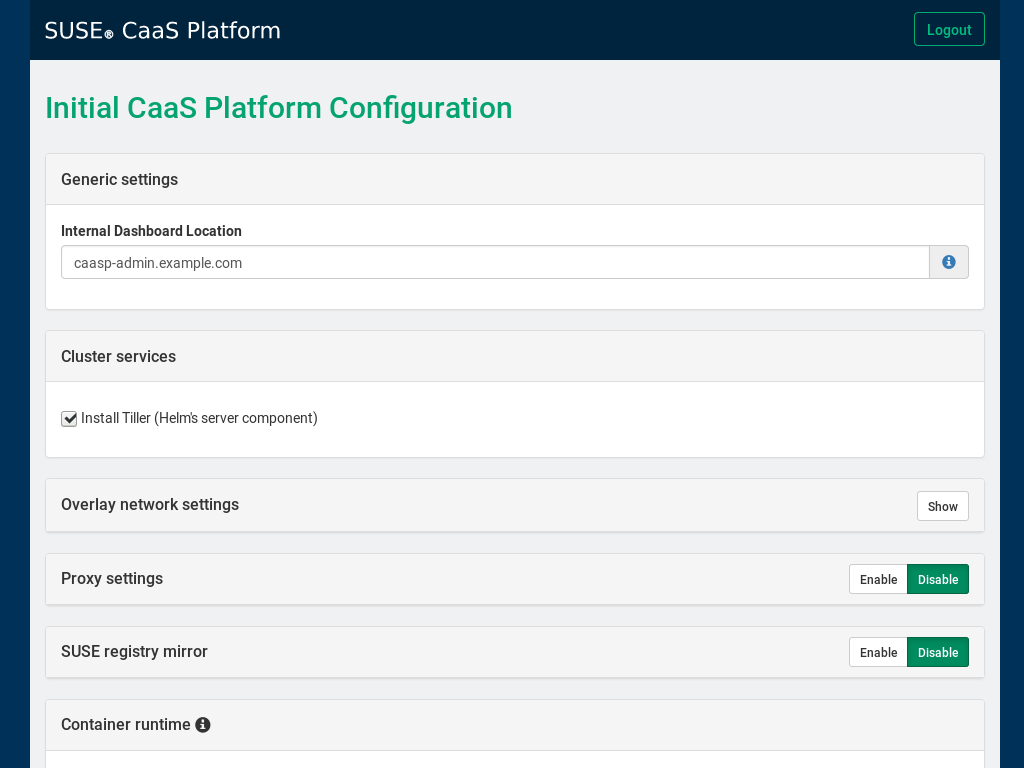 SUSE® CaaS Platform
Logout
Initial CaaS Platform Configuration
Generic settings
Internal Dashboard Location
caasp-admin.example.com
Cluster services
Install Tiller (Helm's server component)
Overlay network settings
Show
Proxy settings
Enable Disable
SUSE registry mirror
Enable Disable
Container runtime